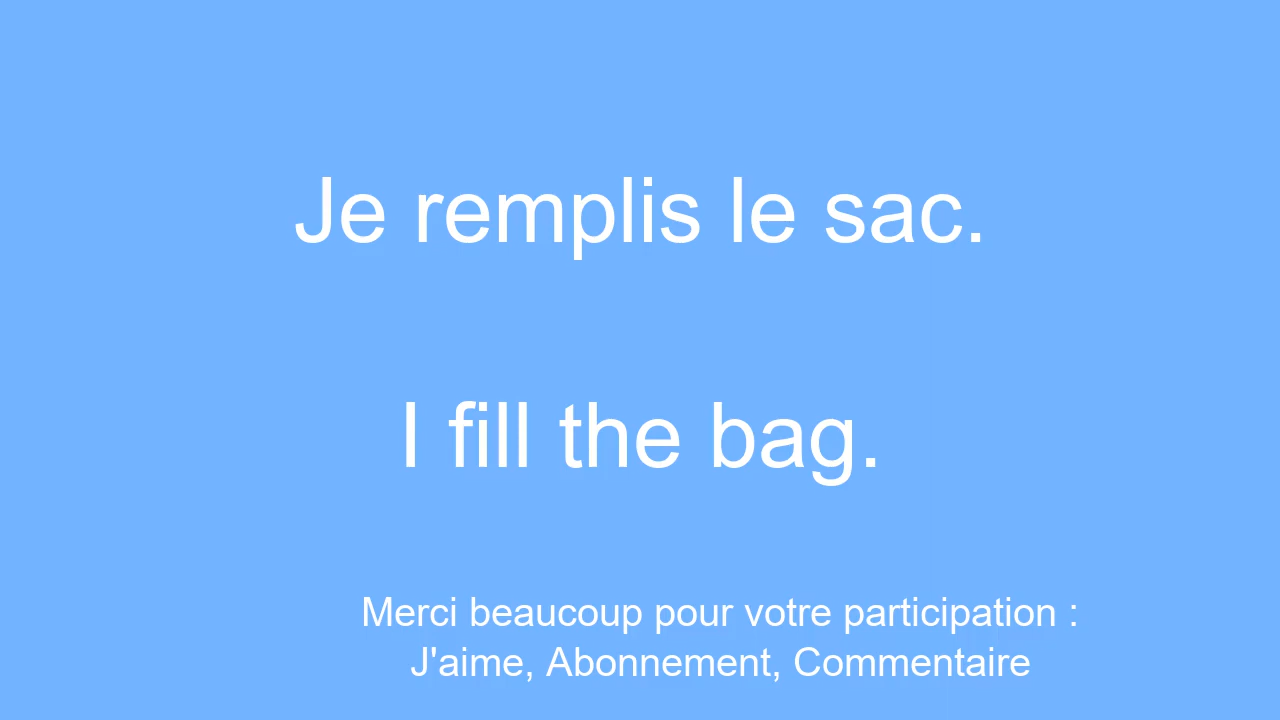 Je remplis le sac.
I fill the bag.
Merci beaucoup pour votre participation :
J'aime, Abonnement, Commentaire